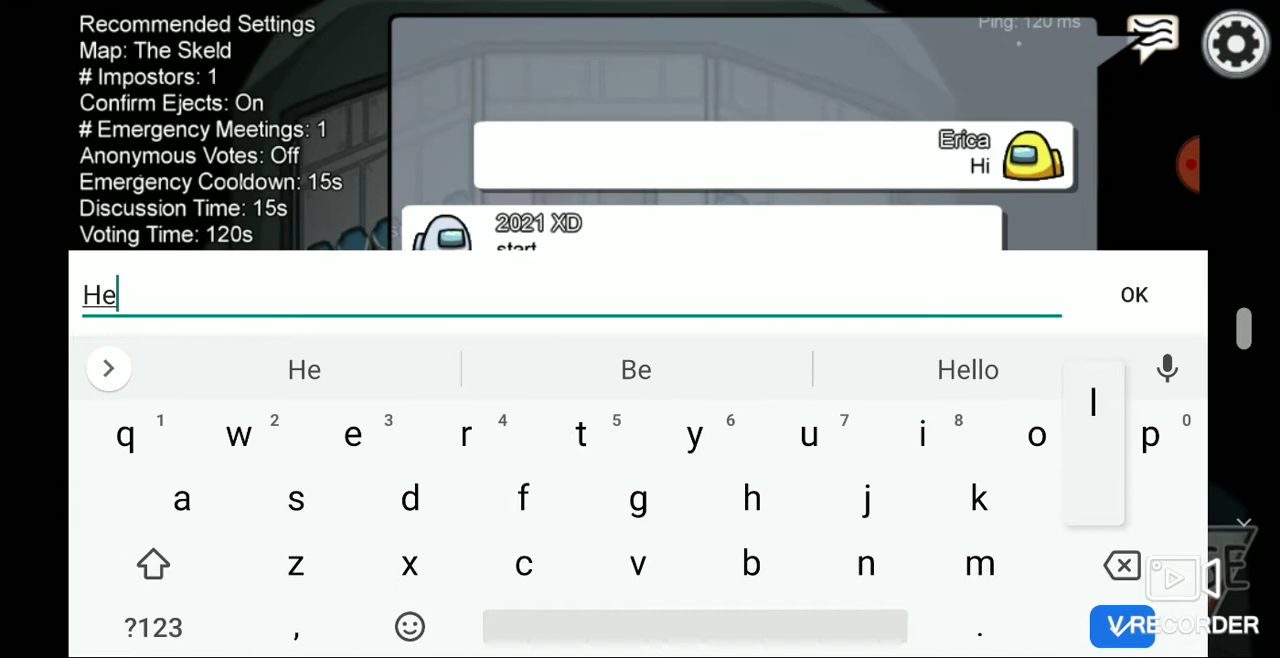 Recommended Settings
Map: The Skeld
# Impostors: 1
Confirm Ejects: On
# Emergency Meetings: 1
Anonymous Votes: Off
Emergency Cooldown: 15s
Discussion Time: 15s
Voting Time: 120s
Ping: 120 ms
Erica
Hi
2021 XD
start
He
OK
He Be Hello
l
q 1 w 2 e 3 r 4 t 5 y 6 u 7 i 8 o p 0
a s d f g h j k
z x c v b n m
?123 , .
VRECORDER